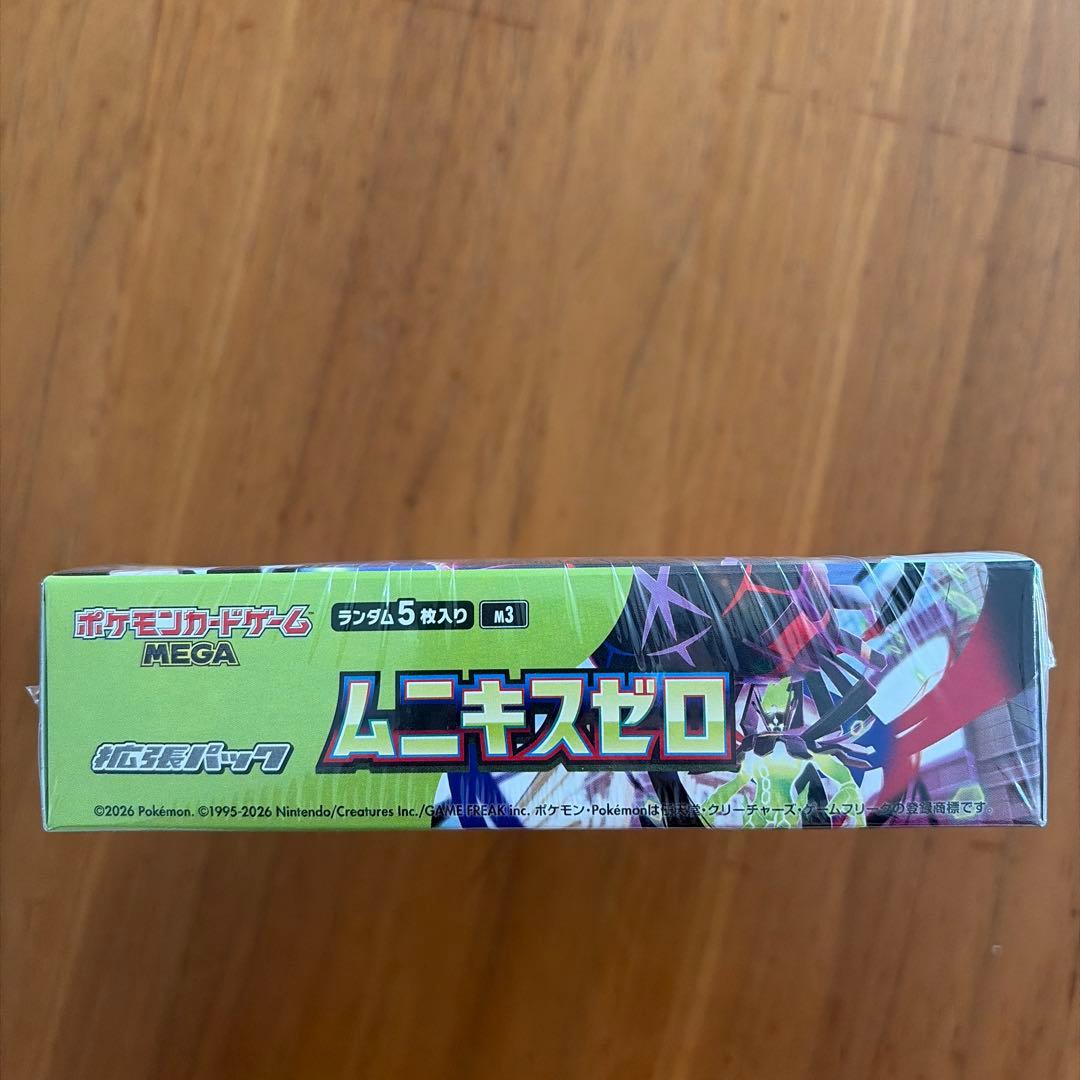 ポケモンカードゲーム™
MEGA
ランダム5枚入り M3
ムニキスゼロ
拡張パック
©2026 Pokémon. ©1995-2026 Nintendo/Creatures Inc./GAME FREAK inc. ポケモン・Pokémonは任天堂・クリーチャーズ・ゲームフリークの登録商標です。